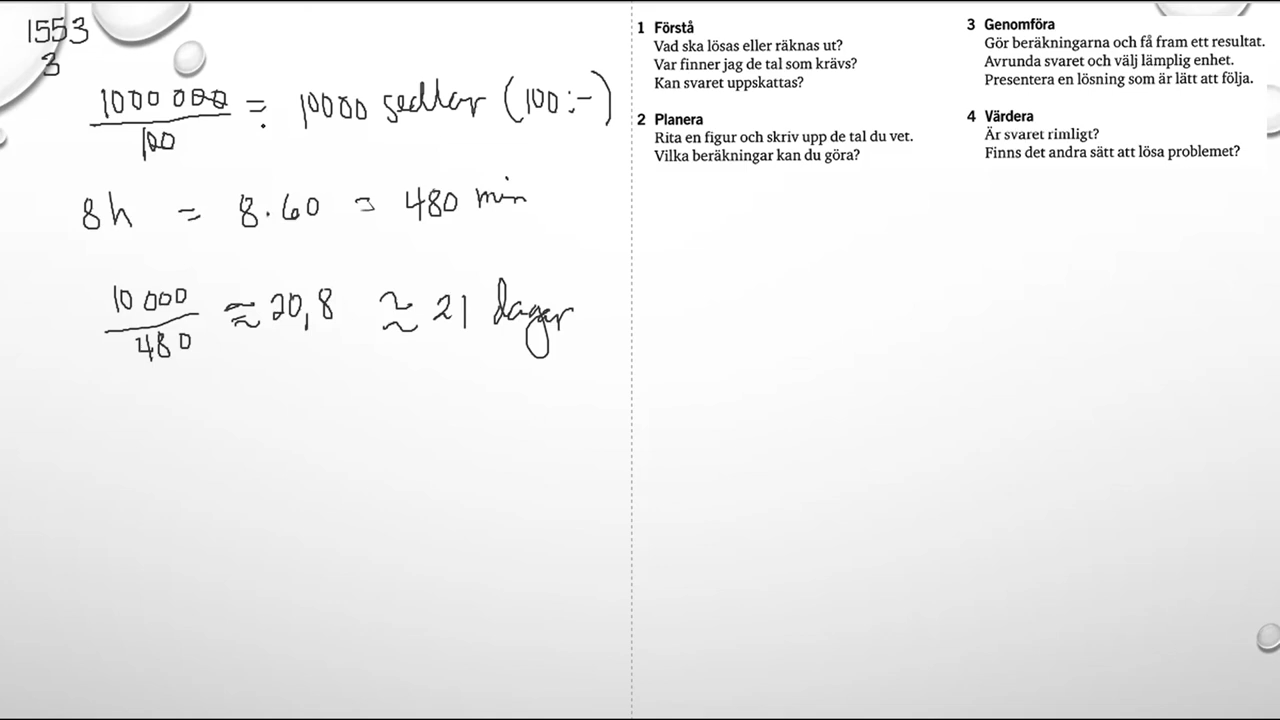 1553
3
1000 000 / 100 = 10000 sedlar (100:-)
8h = 8·60 = 480 min
10 000 / 480 ≈ 20,8 ≈ 21 dagar
1 Förstå
Vad ska lösas eller räknas ut?
Var finner jag de tal som krävs?
Kan svaret uppskattas?
2 Planera
Rita en figur och skriv upp de tal du vet.
Vilka beräkningar kan du göra?
3 Genomföra
Gör beräkningarna och få fram ett resultat.
Avrunda svaret och välj lämplig enhet.
Presentera en lösning som är lätt att följa.
4 Värdera
Är svaret rimligt?
Finns det andra sätt att lösa problemet?